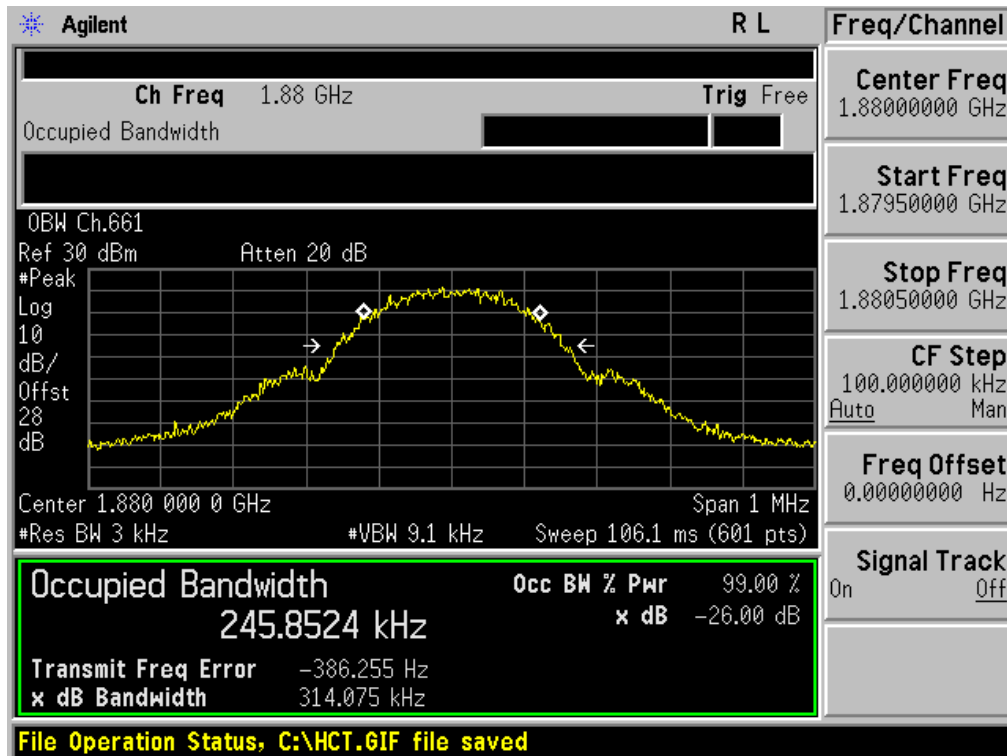 Agilent R L
Freq/Channel
Ch Freq 1.88 GHz Trig Free
Occupied Bandwidth
OBW Ch.661
Ref 30 dBm Atten 20 dB
#Peak
Log
10
dB/
Offst
28
dB
Center 1.880 000 0 GHz Span 1 MHz
#Res BW 3 kHz #VBW 9.1 kHz Sweep 106.1 ms (601 pts)
Occupied Bandwidth
245.8524 kHz
Occ BW % Pwr 99.00 %
x dB -26.00 dB
Transmit Freq Error -386.255 Hz
x dB Bandwidth 314.075 kHz
File Operation Status, C:\HCT.GIF file saved
Center Freq
1.88000000 GHz
Start Freq
1.87950000 GHz
Stop Freq
1.88050000 GHz
CF Step
100.000000 kHz
Auto Man
Freq Offset
0.00000000 Hz
Signal Track
On Off